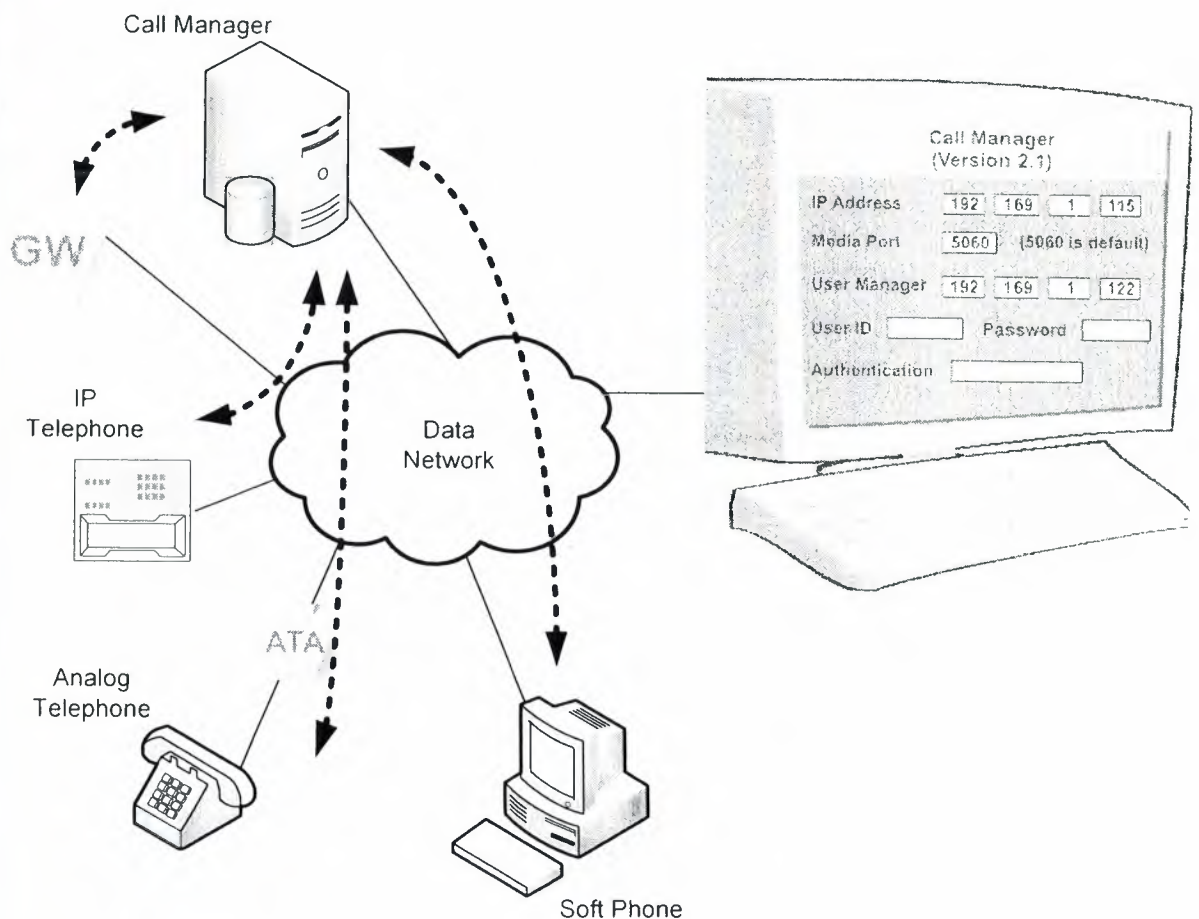 Call Manager
GW
IP
Telephone
Data
Network
ATA
Analog
Telephone
Soft Phone
Call Manager
(Version 2.1)
IP Address 192 169 1 115
Media Port 5060 (5060 is default)
User Manager 192 169 1 122
User ID Password
Authentication